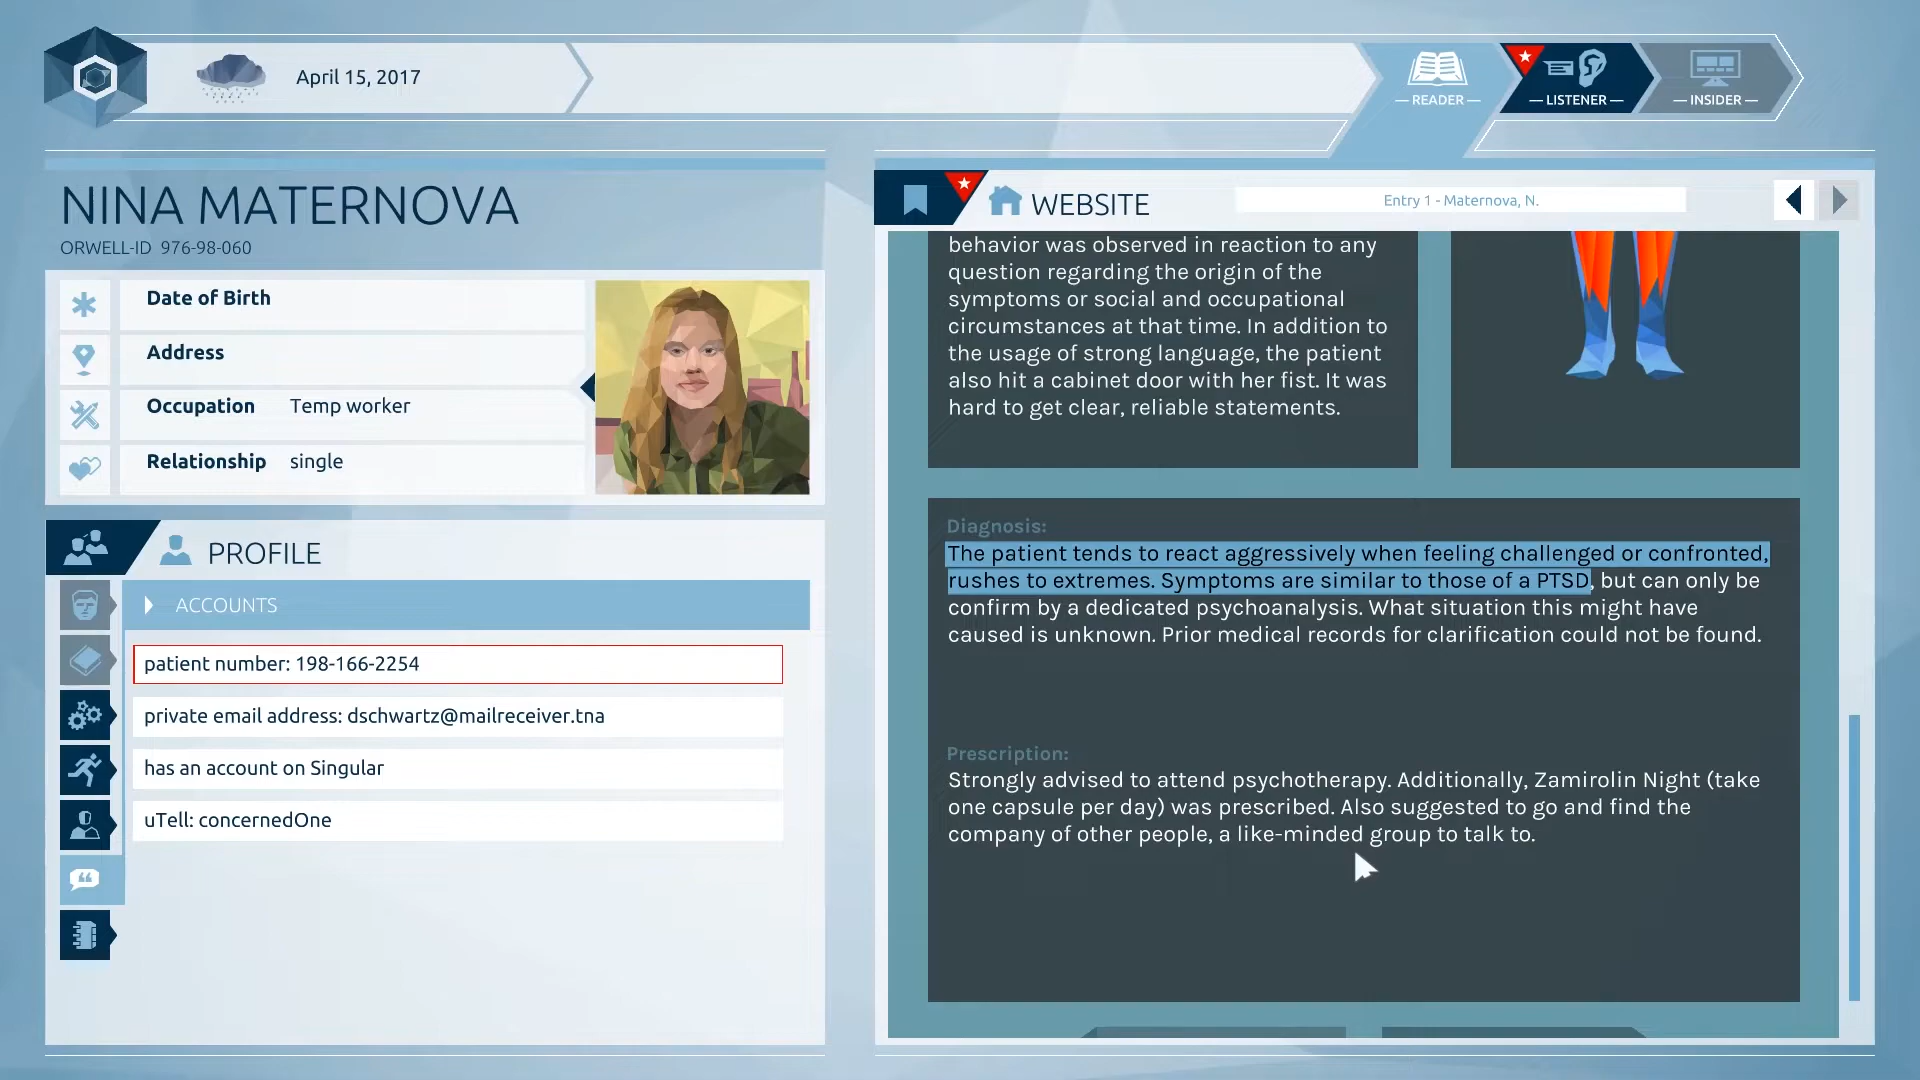 April 15, 2017
— READER —
— LISTENER —
— INSIDER —
NINA MATERNOVA
ORWELL-ID 976-98-060
Date of Birth
Address
Occupation Temp worker
Relationship single
PROFILE
ACCOUNTS
patient number: 198-166-2254
private email address: dschwartz@mailreceiver.tna
has an account on Singular
uTell: concernedOne
WEBSITE
Entry 1 - Maternova, N.
behavior was observed in reaction to any
question regarding the origin of the
symptoms or social and occupational
circumstances at that time. In addition to
the usage of strong language, the patient
also hit a cabinet door with her fist. It was
hard to get clear, reliable statements.
Diagnosis:
The patient tends to react aggressively when feeling challenged or confronted,
rushes to extremes. Symptoms are similar to those of a PTSD, but can only be
confirm by a dedicated psychoanalysis. What situation this might have
caused is unknown. Prior medical records for clarification could not be found.
Prescription:
Strongly advised to attend psychotherapy. Additionally, Zamirolin Night (take
one capsule per day) was prescribed. Also suggested to go and find the
company of other people, a like-minded group to talk to.